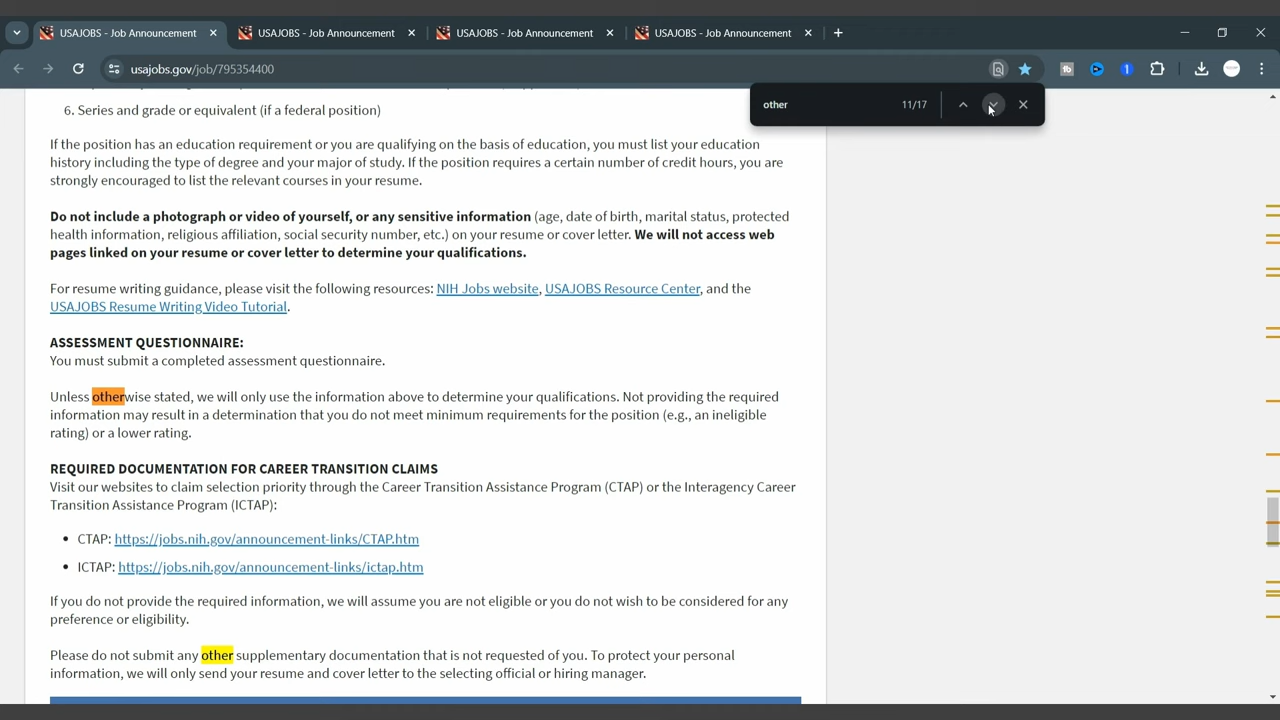 USAJOBS - Job Announcement
USAJOBS - Job Announcement
USAJOBS - Job Announcement
USAJOBS - Job Announcement
usajobs.gov/job/795354400
other 11/17
6. Series and grade or equivalent (if a federal position)
If the position has an education requirement or you are qualifying on the basis of education, you must list your education
history including the type of degree and your major of study. If the position requires a certain number of credit hours, you are
strongly encouraged to list the relevant courses in your resume.
Do not include a photograph or video of yourself, or any sensitive information (age, date of birth, marital status, protected
health information, religious affiliation, social security number, etc.) on your resume or cover letter. We will not access web
pages linked on your resume or cover letter to determine your qualifications.
For resume writing guidance, please visit the following resources: NIH Jobs website, USAJOBS Resource Center, and the
USAJOBS Resume Writing Video Tutorial.
ASSESSMENT QUESTIONNAIRE:
You must submit a completed assessment questionnaire.
Unless otherwise stated, we will only use the information above to determine your qualifications. Not providing the required
information may result in a determination that you do not meet minimum requirements for the position (e.g., an ineligible
rating) or a lower rating.
REQUIRED DOCUMENTATION FOR CAREER TRANSITION CLAIMS
Visit our websites to claim selection priority through the Career Transition Assistance Program (CTAP) or the Interagency Career
Transition Assistance Program (ICTAP):
• CTAP: https://jobs.nih.gov/announcement-links/CTAP.htm
• ICTAP: https://jobs.nih.gov/announcement-links/ictap.htm
If you do not provide the required information, we will assume you are not eligible or you do not wish to be considered for any
preference or eligibility.
Please do not submit any other supplementary documentation that is not requested of you. To protect your personal
information, we will only send your resume and cover letter to the selecting official or hiring manager.